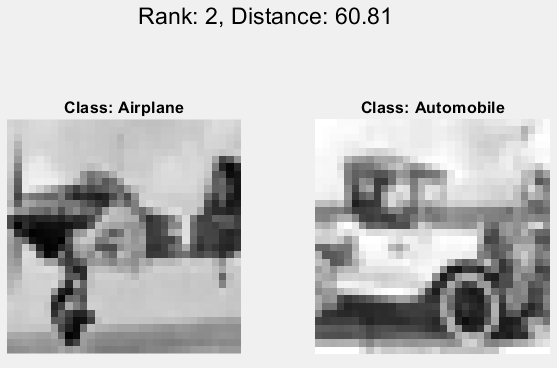 Rank: 2, Distance: 60.81
Class: Airplane
Class: Automobile